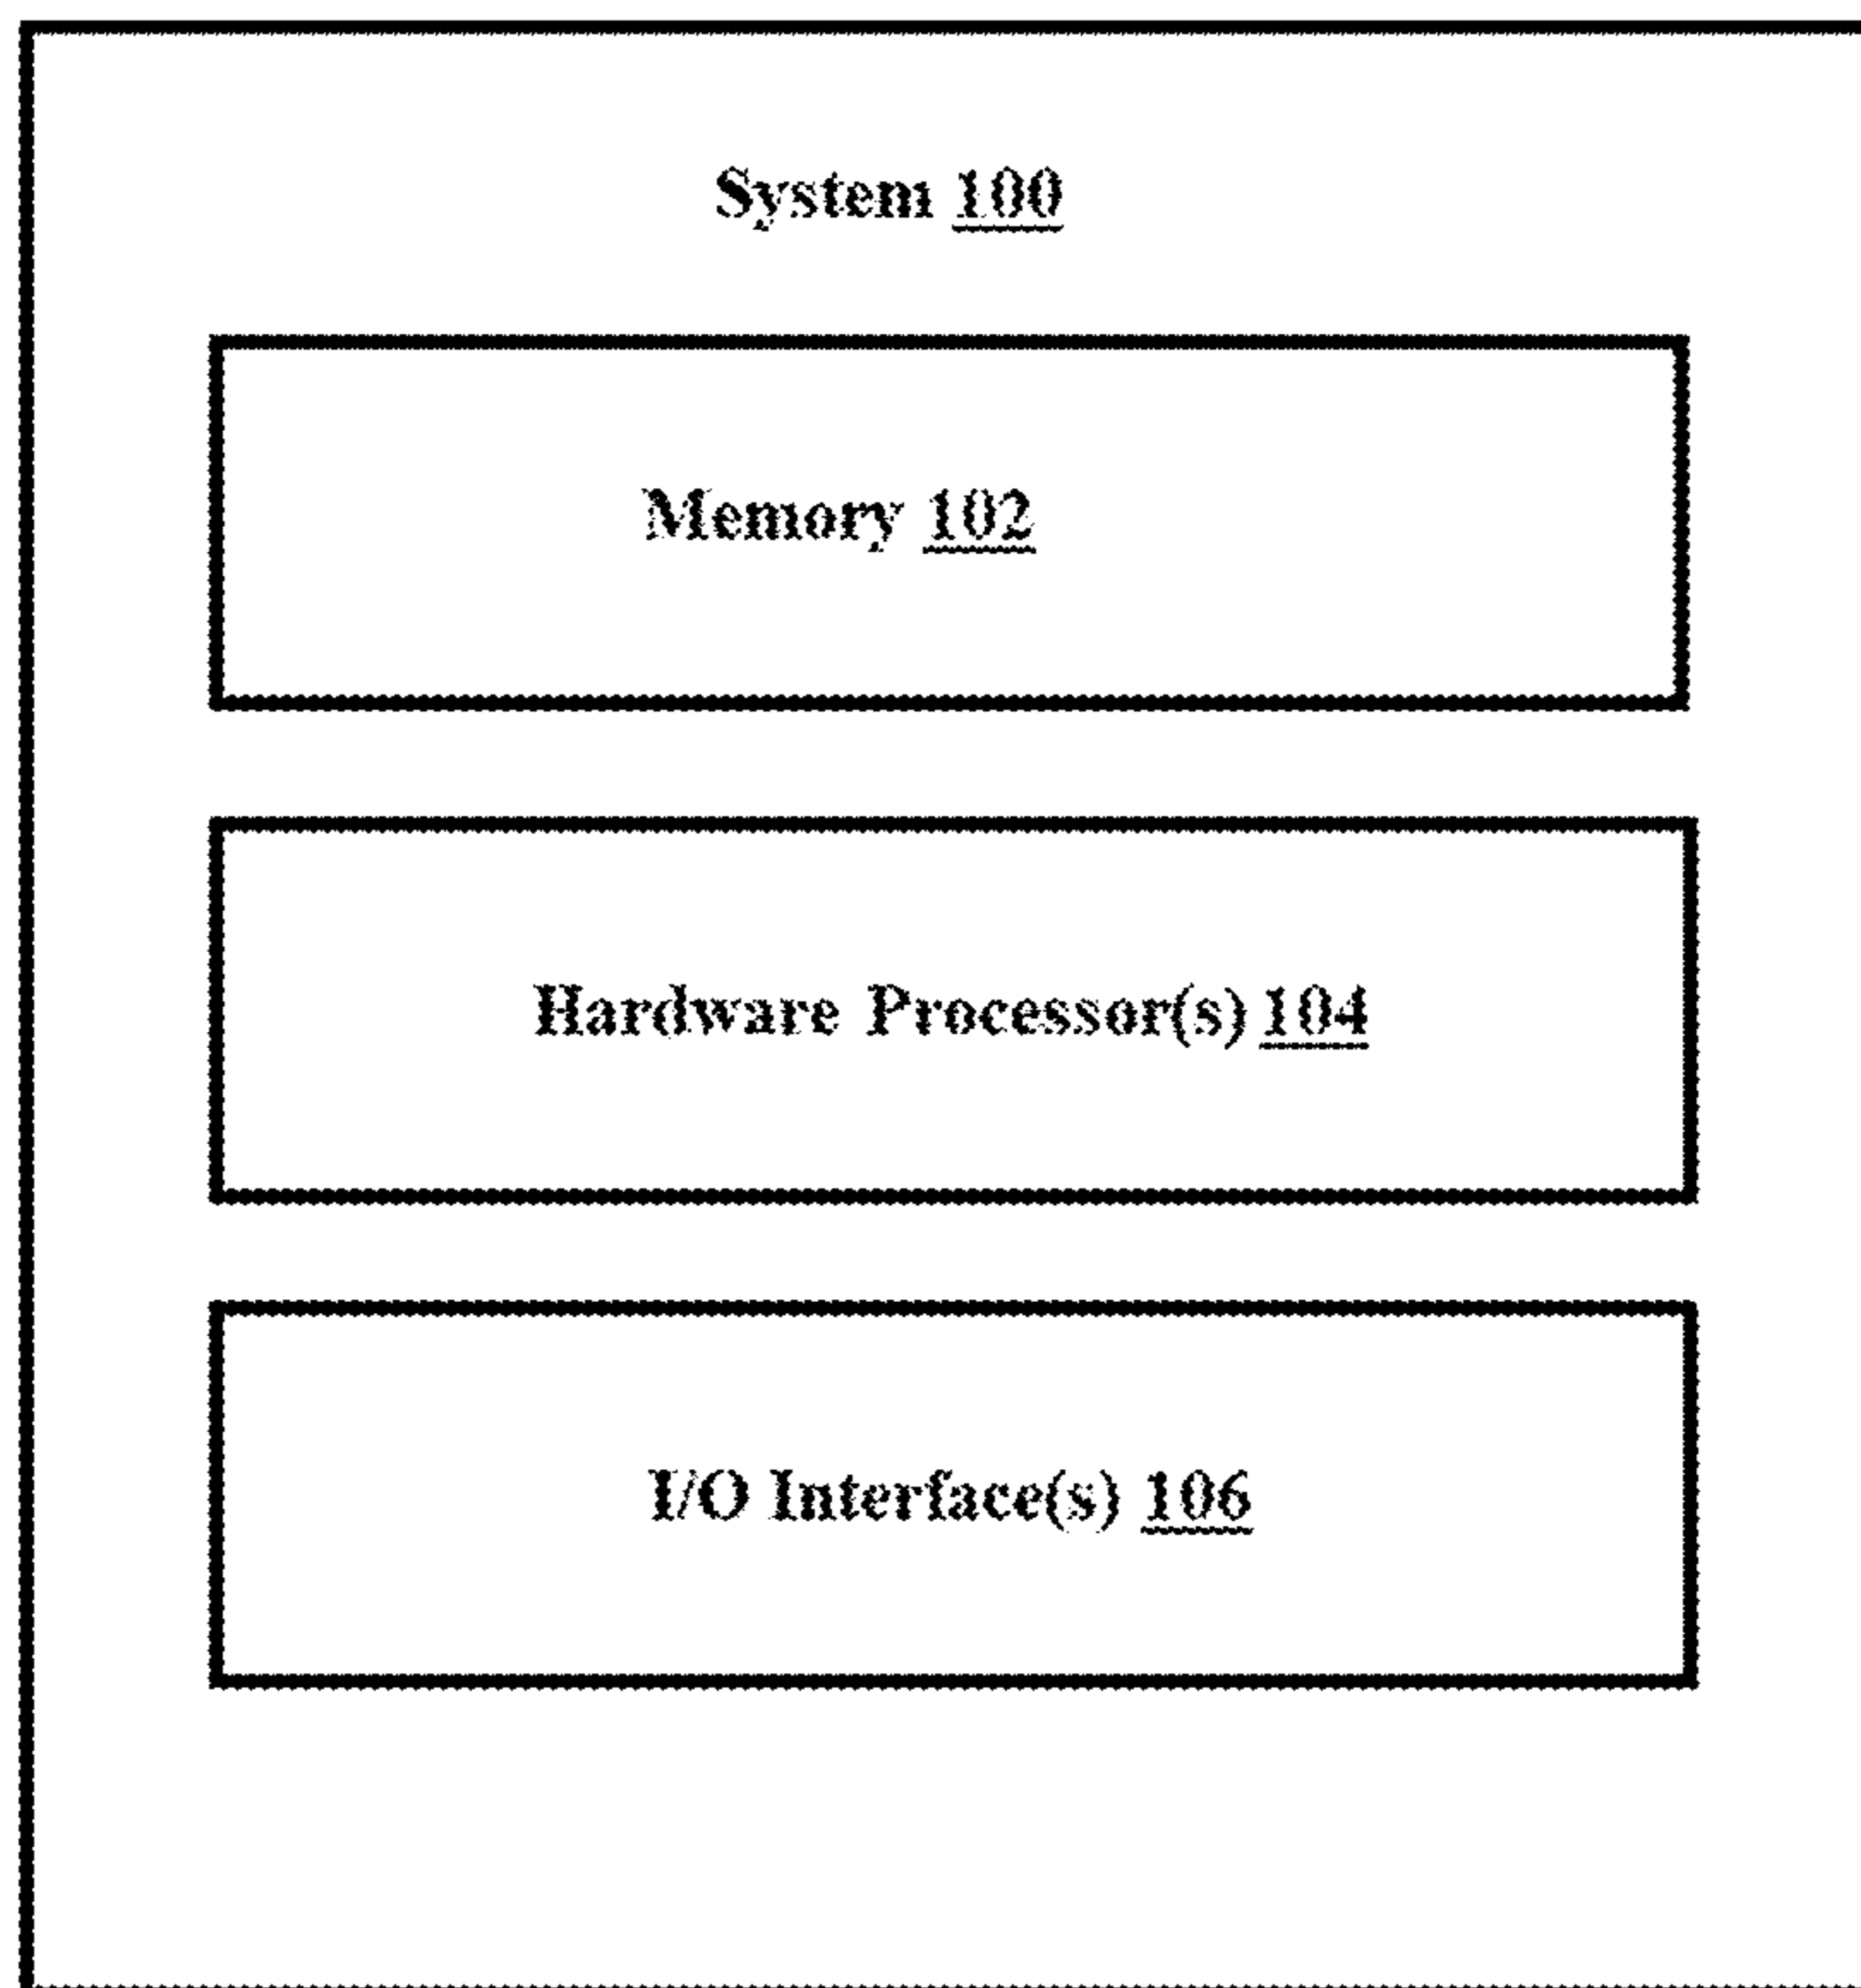 System 100
Memory 102
Hardware Processor(s) 104
I/O Interface(s) 106